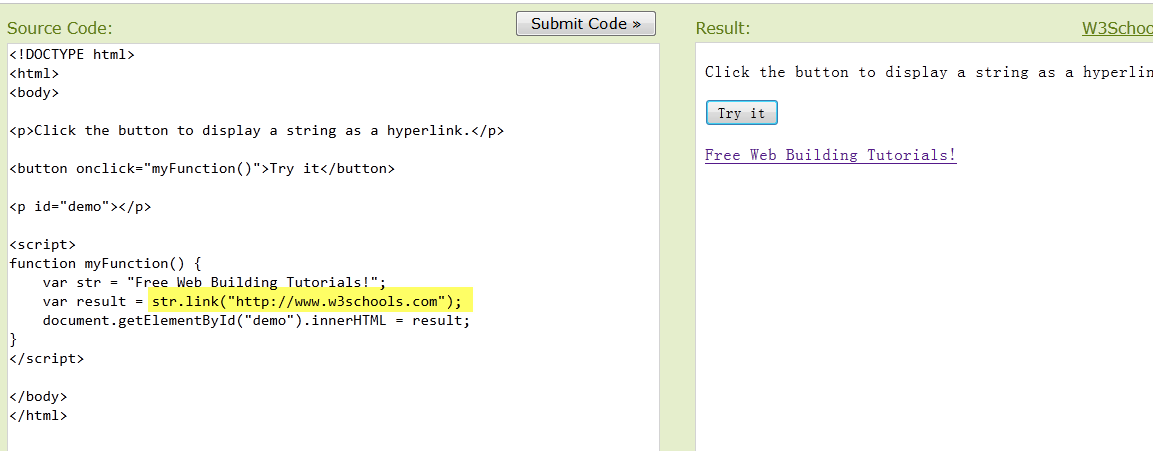 Source Code:
Submit Code »
<!DOCTYPE html>
<html>
<body>
<p>Click the button to display a string as a hyperlink.</p>
<button onclick="myFunction()">Try it</button>
<p id="demo"></p>
<script>
function myFunction() {
    var str = "Free Web Building Tutorials!";
    var result = str.link("http://www.w3schools.com");
    document.getElementById("demo").innerHTML = result;
}
</script>
</body>
</html>
Result:
W3Schoo
Click the button to display a string as a hyperlin
Try it
Free Web Building Tutorials!